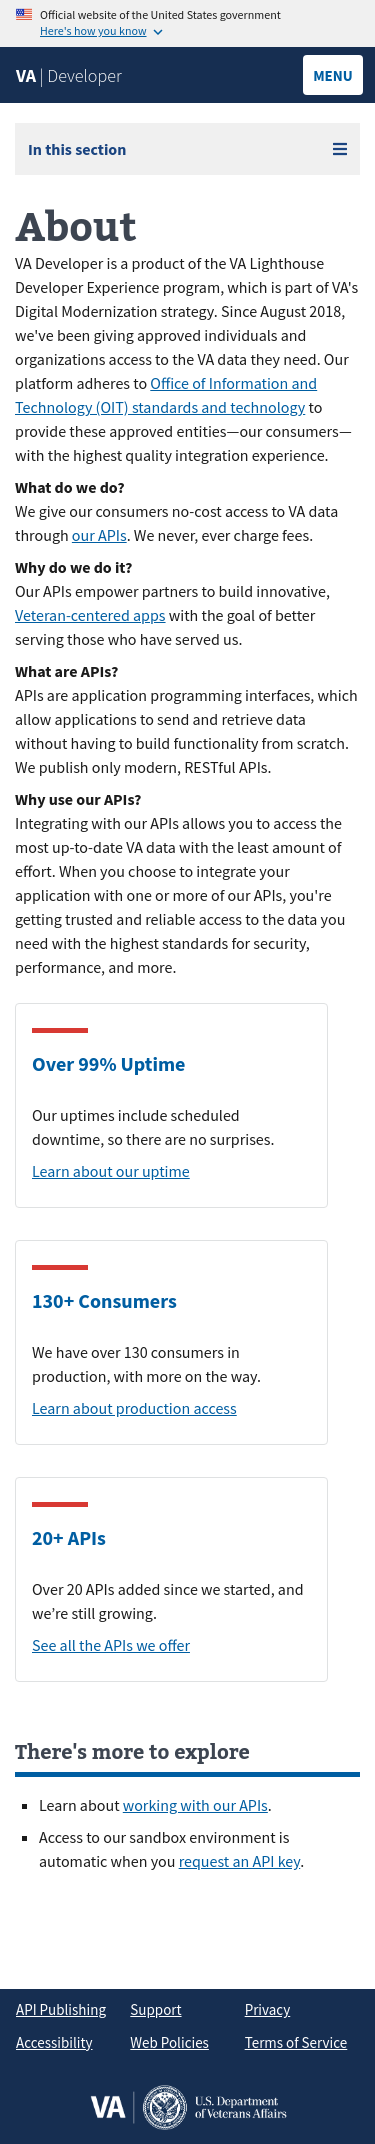 Official website of the United States government
Here's how you know
VA | Developer
MENU
In this section
About
VA Developer is a product of the VA Lighthouse
Developer Experience program, which is part of VA's
Digital Modernization strategy. Since August 2018,
we've been giving approved individuals and
organizations access to the VA data they need. Our
platform adheres to Office of Information and
Technology (OIT) standards and technology to
provide these approved entities—our consumers—
with the highest quality integration experience.
What do we do?
We give our consumers no-cost access to VA data
through our APIs. We never, ever charge fees.
Why do we do it?
Our APIs empower partners to build innovative,
Veteran-centered apps with the goal of better
serving those who have served us.
What are APIs?
APIs are application programming interfaces, which
allow applications to send and retrieve data
without having to build functionality from scratch.
We publish only modern, RESTful APIs.
Why use our APIs?
Integrating with our APIs allows you to access the
most up-to-date VA data with the least amount of
effort. When you choose to integrate your
application with one or more of our APIs, you're
getting trusted and reliable access to the data you
need with the highest standards for security,
performance, and more.
Over 99% Uptime
Our uptimes include scheduled
downtime, so there are no surprises.
Learn about our uptime
130+ Consumers
We have over 130 consumers in
production, with more on the way.
Learn about production access
20+ APIs
Over 20 APIs added since we started, and
we’re still growing.
See all the APIs we offer
There's more to explore
Learn about working with our APIs.
Access to our sandbox environment is
automatic when you request an API key.
API Publishing Support Privacy
Accessibility Web Policies Terms of Service
VA U.S. Department
of Veterans Affairs